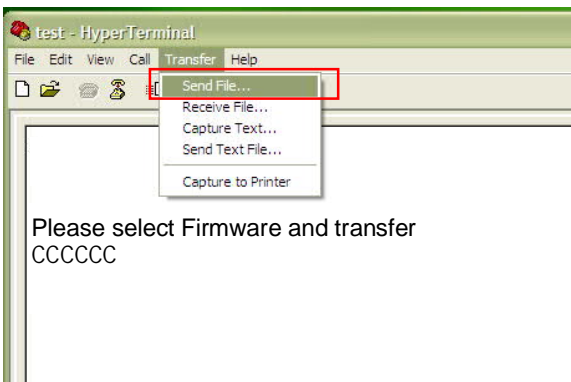 test - HyperTerminal
File Edit View Call Transfer Help
Send File...
Receive File...
Capture Text...
Send Text File...
Capture to Printer
Please select Firmware and transfer
CCCCCC